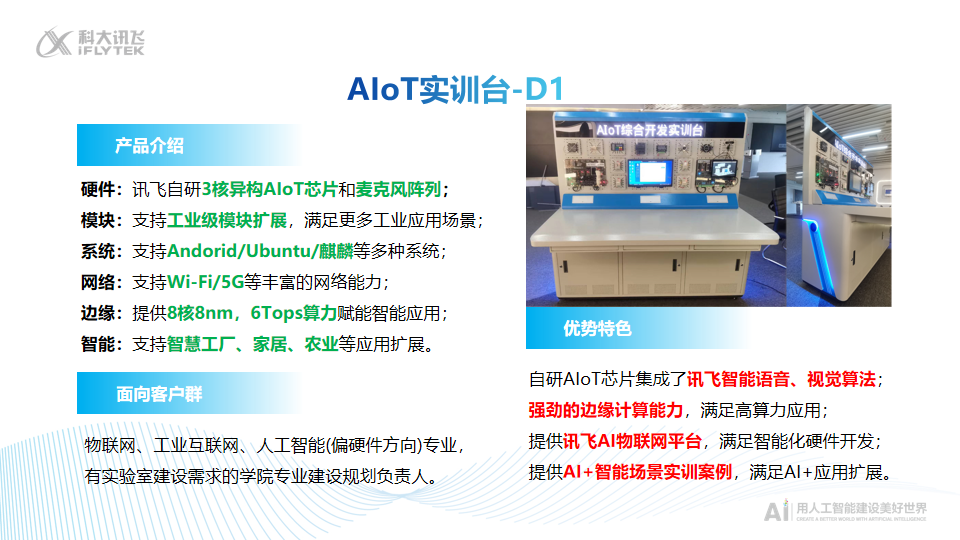 科大讯飞
iFLYTEK
AIoT实训台-D1
产品介绍
硬件：讯飞自研3核异构AIoT芯片和麦克风阵列；
模块：支持工业级模块扩展，满足更多工业应用场景；
系统：支持Andorid/Ubuntu/麒麟等多种系统；
网络：支持Wi-Fi/5G等丰富的网络能力；
边缘：提供8核8nm，6Tops算力赋能智能应用；
智能：支持智慧工厂、家居、农业等应用扩展。
面向客户群
物联网、工业互联网、人工智能(偏硬件方向)专业，
有实验室建设需求的学院专业建设规划负责人。
AIoT综合开发实训台
优势特色
自研AIoT芯片集成了讯飞智能语音、视觉算法；
强劲的边缘计算能力，满足高算力应用；
提供讯飞AI物联网平台，满足智能化硬件开发；
提供AI+智能场景实训案例，满足AI+应用扩展。
Ai 用人工智能建设美好世界
CREATE A BETTER WORLD WITH ARTIFICIAL INTELLIGENCE